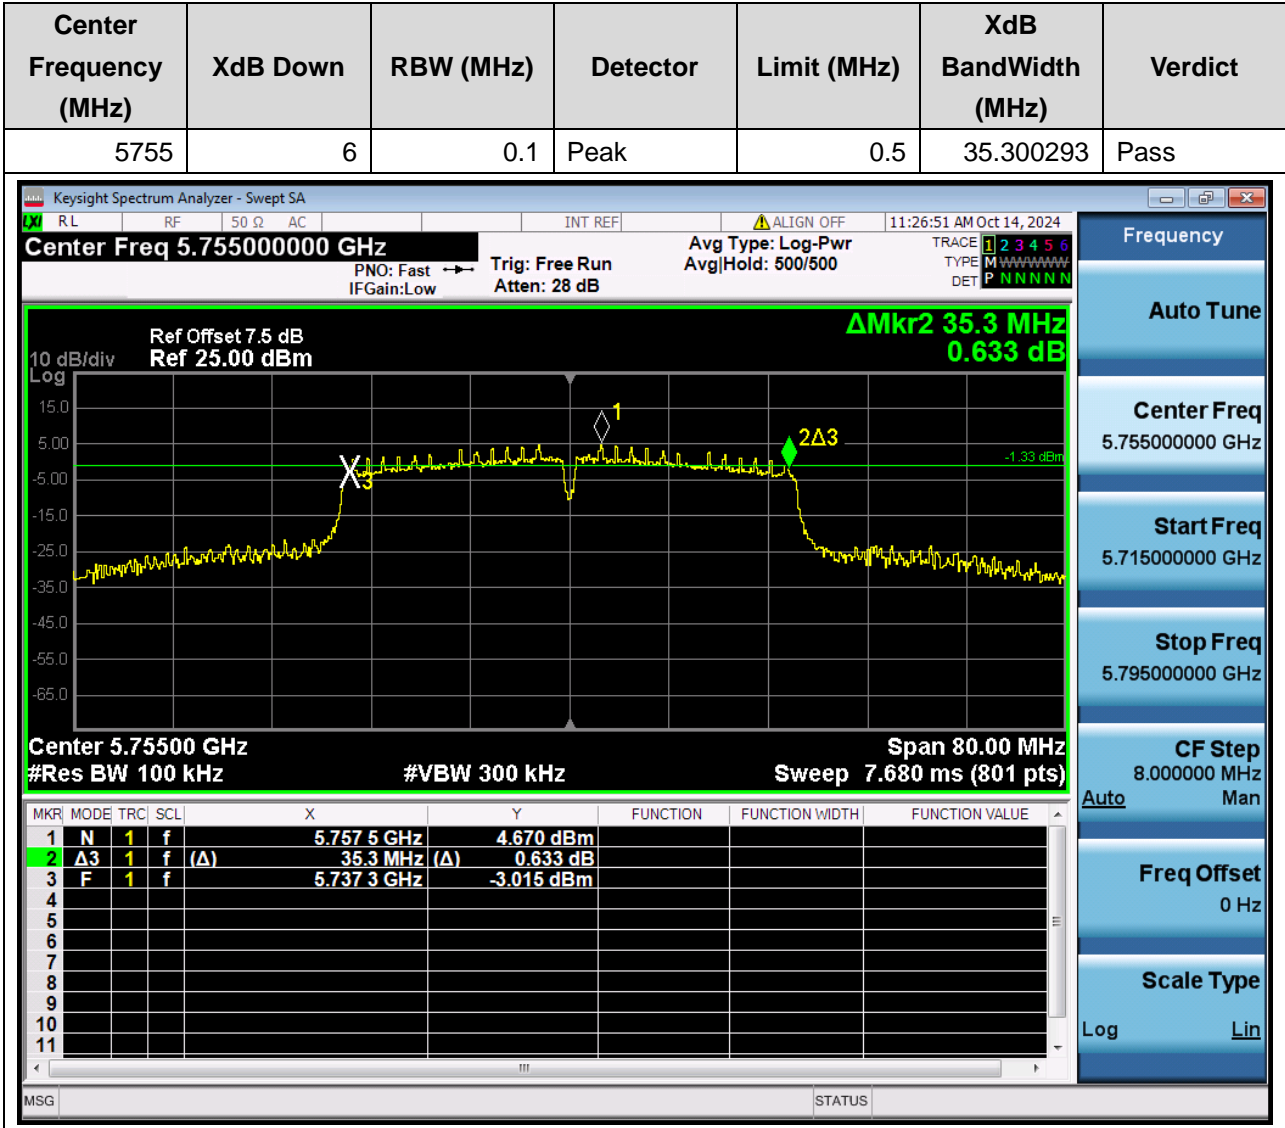 Center Frequency (MHz) XdB Down RBW (MHz) Detector Limit (MHz) XdB BandWidth (MHz) Verdict
5755 6 0.1 Peak 0.5 35.300293 Pass
Keysight Spectrum Analyzer - Swept SA
LXI RL RF 50 Ω AC INT REF ALIGN OFF 11:26:51 AM Oct 14, 2024
Center Freq 5.755000000 GHz
PNO: Fast
IFGain:Low
Trig: Free Run
Atten: 28 dB
Avg Type: Log-Pwr
Avg|Hold: 500/500
TRACE 1 2 3 4 5 6
TYPE M WWWWW
DET P N N N N N
ΔMkr2 35.3 MHz
0.633 dB
Ref Offset 7.5 dB
10 dB/div Ref 25.00 dBm
Log
15.0
5.00
-5.00
-15.0
-25.0
-35.0
-45.0
-55.0
-65.0
1
2Δ3
3
-1.33 dBm
Center 5.75500 GHz Span 80.00 MHz
#Res BW 100 kHz #VBW 300 kHz Sweep 7.680 ms (801 pts)
MKR MODE TRC SCL X Y FUNCTION FUNCTION WIDTH FUNCTION VALUE
1 N 1 f 5.757 5 GHz 4.670 dBm
2 Δ3 1 f (Δ) 35.3 MHz (Δ) 0.633 dB
3 F 1 f 5.737 3 GHz -3.015 dBm
4
5
6
7
8
9
10
11
MSG STATUS
Frequency
Auto Tune
Center Freq
5.755000000 GHz
Start Freq
5.715000000 GHz
Stop Freq
5.795000000 GHz
CF Step
8.000000 MHz
Auto Man
Freq Offset
0 Hz
Scale Type
Log Lin